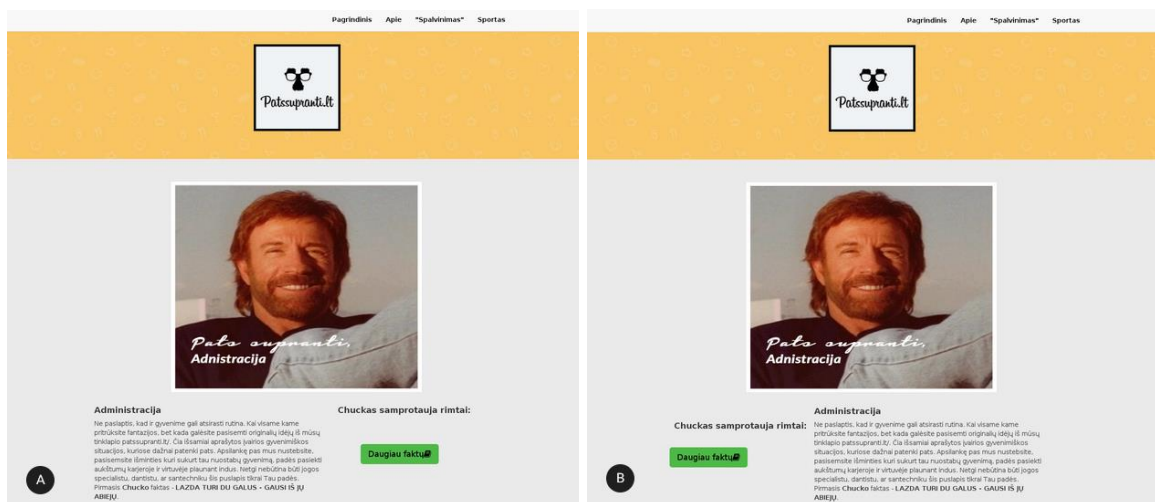 Pagrindinis Apie "Spalvinimas" Sportas
Patssupranti.lt
Pats supranti,
Adnistracija
Administracija
Ne paslaptis, kad ir gyvenime gali atsirasti rutina. Kai visame kame
pritrūksite fantazijos, bet kada galėsite pasisemti originalių idėjų iš mūsų
tinklapio patssupranti.lt/. Čia išsamiai aprašytos įvairios gyvenimiškos
situacijos, kuriose dažnai patenki pats. Apsilankę pas mus nustebsite,
pasisemsite išminties kuri sukurt tau nuostabų gyvenimą, padės pasiekti
aukštumų karjeroje ir virtuvėje plaunant indus. Netgi nebūtina būti jogos
specialistu, dantistu, ar santechniku šis puslapis tikrai Tau padės.
Pirmasis Chucko faktas - LAZDA TURI DU GALUS - GAUSI IŠ JŲ
ABIEJŲ.
Chuckas samprotauja rimtai:
Daugiau faktų
A
Pagrindinis Apie "Spalvinimas" Sportas
Patssupranti.lt
Pats supranti,
Adnistracija
Chuckas samprotauja rimtai:
Daugiau faktų
Administracija
Ne paslaptis, kad ir gyvenime gali atsirasti rutina. Kai visame kame
pritrūksite fantazijos, bet kada galėsite pasisemti originalių idėjų iš mūsų
tinklapio patssupranti.lt/. Čia išsamiai aprašytos įvairios gyvenimiškos
situacijos, kuriose dažnai patenki pats. Apsilankę pas mus nustebsite,
pasisemsite išminties kuri sukurt tau nuostabų gyvenimą, padės pasiekti
aukštumų karjeroje ir virtuvėje plaunant indus. Netgi nebūtina būti jogos
specialistu, dantistu, ar santechniku šis puslapis tikrai Tau padės.
Pirmasis Chucko faktas - LAZDA TURI DU GALUS - GAUSI IŠ JŲ
ABIEJŲ.
B